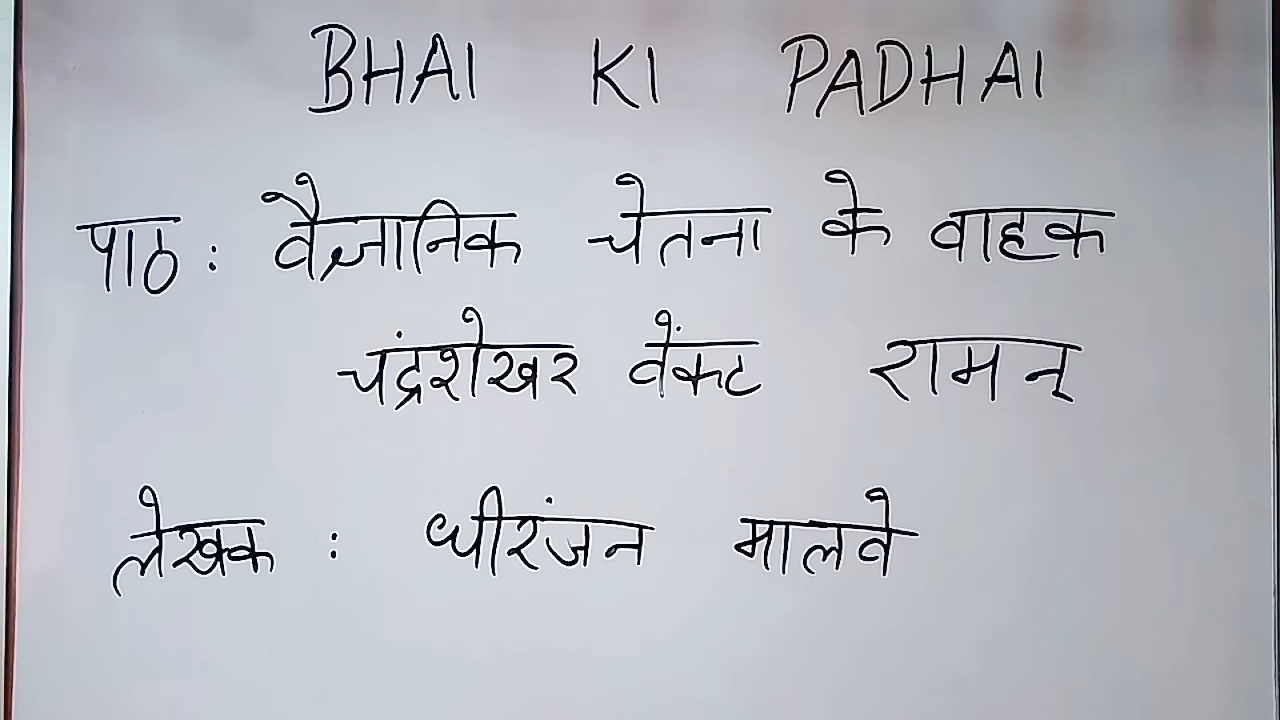 BHAI KI PADHAI
पाठ : वैज्ञानिक चेतना के वाहक
चंद्रशेखर वेंकट रामन्
लेखक : धीरंजन मालवे